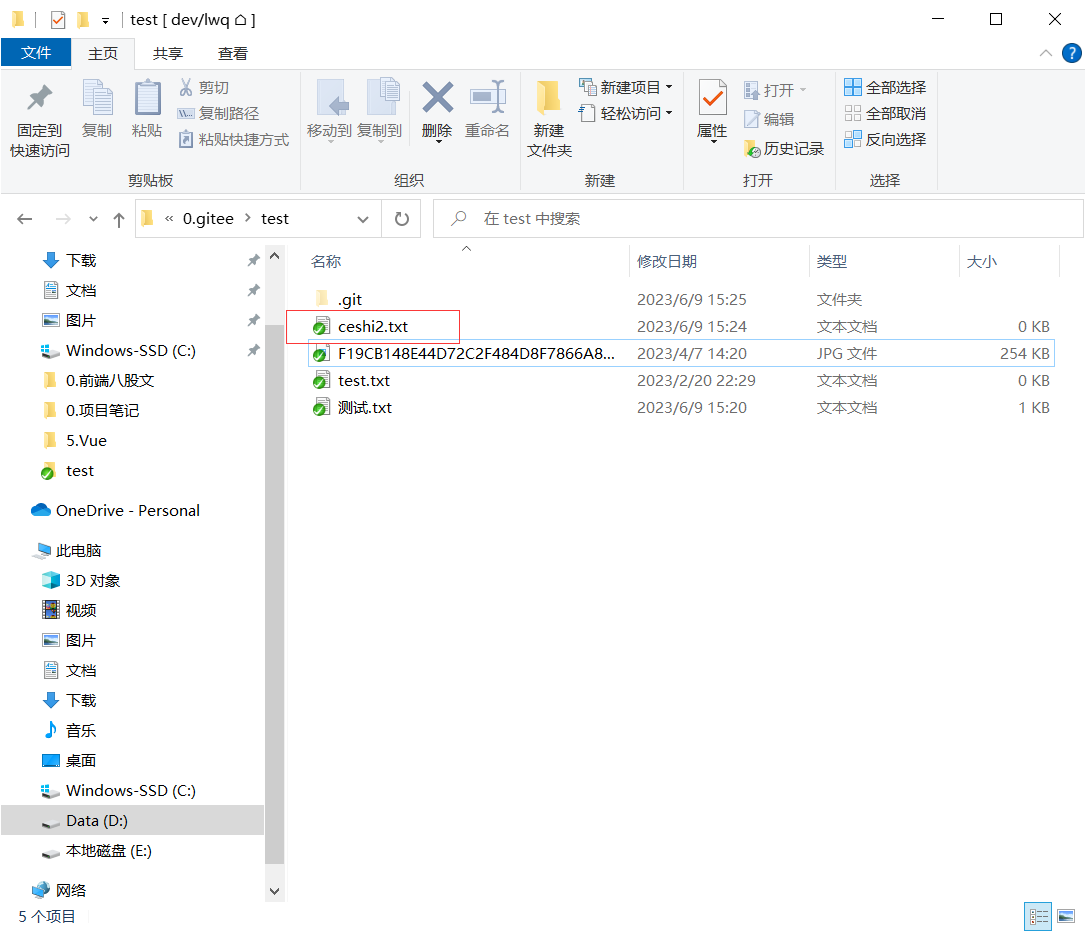 test [ dev/lwq ⌂ ]
文件 主页 共享 查看
固定到快速访问
复制
粘贴
剪切
复制路径
粘贴快捷方式
剪贴板
移动到 复制到 删除 重命名
组织
新建文件夹
新建项目
轻松访问
新建
属性
打开
编辑
历史记录
打开
全部选择
全部取消
反向选择
选择
« 0.gitee > test
在 test 中搜索
下载
文档
图片
Windows-SSD (C:)
0.前端八股文
0.项目笔记
5.Vue
test
OneDrive - Personal
此电脑
3D 对象
视频
图片
文档
下载
音乐
桌面
Windows-SSD (C:)
Data (D:)
本地磁盘 (E:)
网络
名称 修改日期 类型 大小
.git 2023/6/9 15:25 文件夹
ceshi2.txt 2023/6/9 15:24 文本文档 0 KB
F19CB148E44D72C2F484D8F7866A8... 2023/4/7 14:20 JPG 文件 254 KB
test.txt 2023/2/20 22:29 文本文档 0 KB
测试.txt 2023/6/9 15:20 文本文档 1 KB
5 个项目